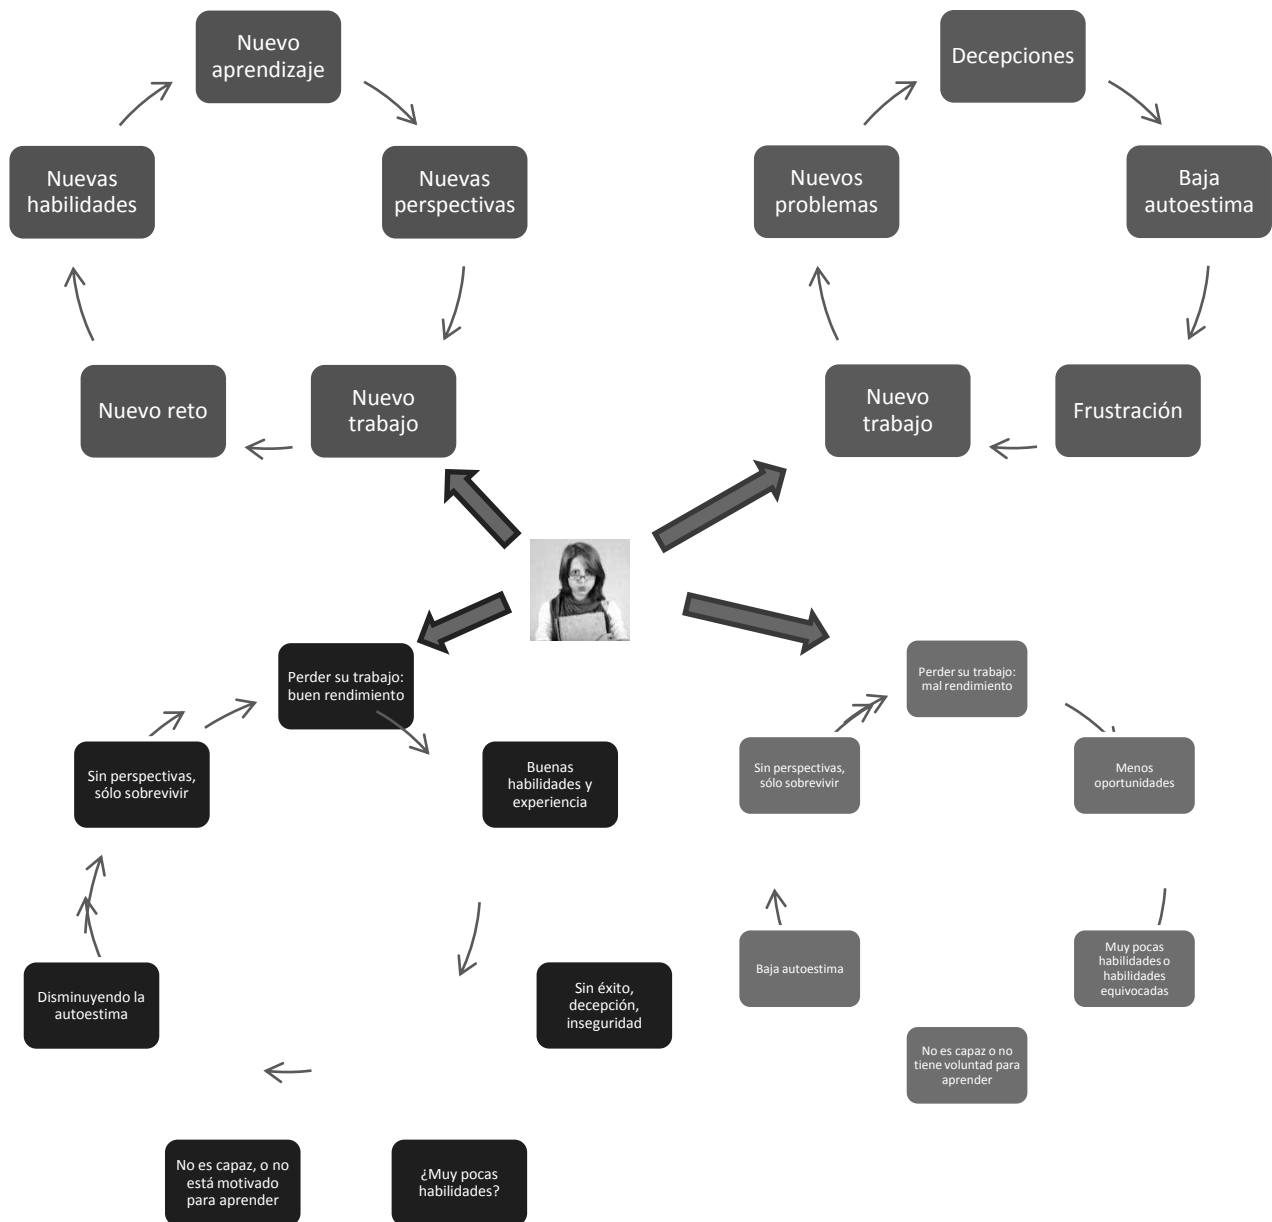 Nuevo
aprendizaje
Nuevas
perspectivas
Nuevo
trabajo
Nuevo reto
Nuevas
habilidades
Decepciones
Baja
autoestima
Frustración
Nuevo
trabajo
Nuevos
problemas
Perder su trabajo:
buen rendimiento
Buenas
habilidades y
experiencia
Sin éxito,
decepción,
inseguridad
¿Muy pocas
habilidades?
No es capaz, o no
está motivado
para aprender
Disminuyendo la
autoestima
Sin perspectivas,
sólo sobrevivir
Perder su trabajo:
mal rendimiento
Menos
oportunidades
Muy pocas
habilidades o
habilidades
equivocadas
No es capaz o no
tiene voluntad para
aprender
Baja autoestima
Sin perspectivas,
sólo sobrevivir